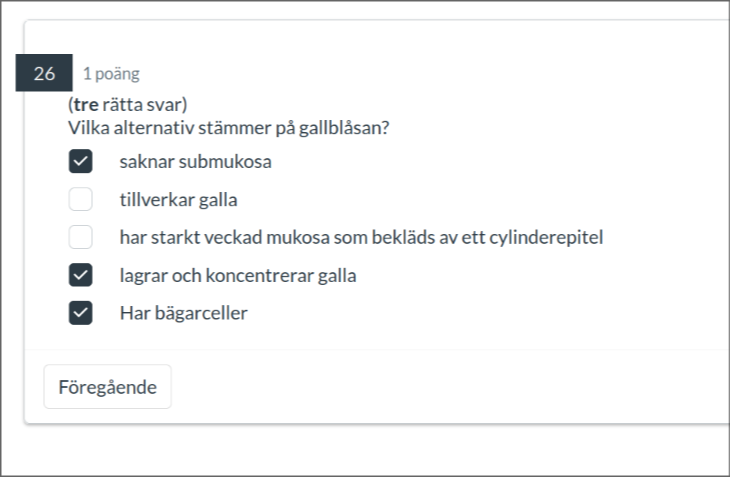 26
1 poäng
(tre rätta svar)
Vilka alternativ stämmer på gallblåsan?
saknar submukosa
tillverkar galla
har starkt veckad mukosa som bekläds av ett cylinderepitel
lagrar och koncentrerar galla
Har bägarceller
Föregående